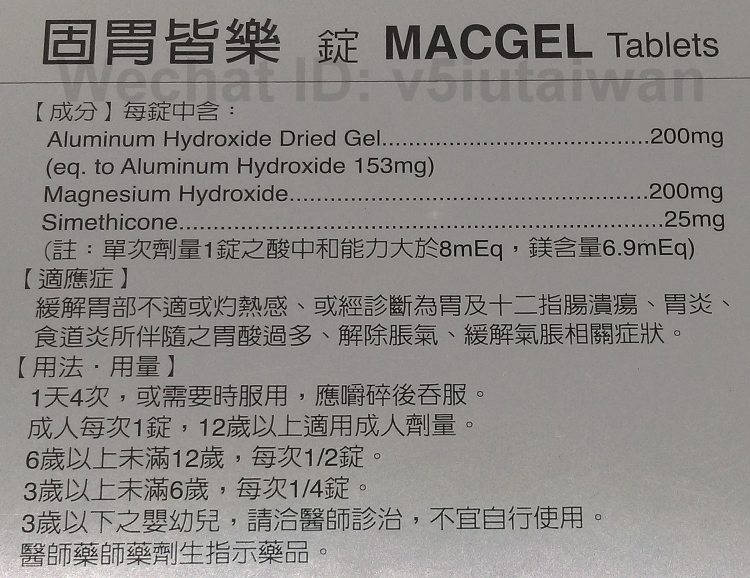 固胃皆樂 錠 MACGEL Tablets
Wechat ID: v5iutaiwan
【成分】每錠中含：
Aluminum Hydroxide Dried Gel..................................................200mg
(eq. to Aluminum Hydroxide 153mg)
Magnesium Hydroxide..................................................200mg
Simethicone..................................................25mg
(註：單次劑量1錠之酸中和能力大於8mEq，鎂含量6.9mEq)
【適應症】
緩解胃部不適或灼熱感、或經診斷為胃及十二指腸潰瘍、胃炎、
食道炎所伴隨之胃酸過多、解除脹氣、緩解氣脹相關症狀。
【用法．用量】
1天4次，或需要時服用，應嚼碎後吞服。
成人每次1錠，12歲以上適用成人劑量。
6歲以上未滿12歲，每次1/2錠。
3歲以上未滿6歲，每次1/4錠。
3歲以下之嬰幼兒，請洽醫師診治，不宜自行使用。
醫師藥師藥劑生指示藥品。